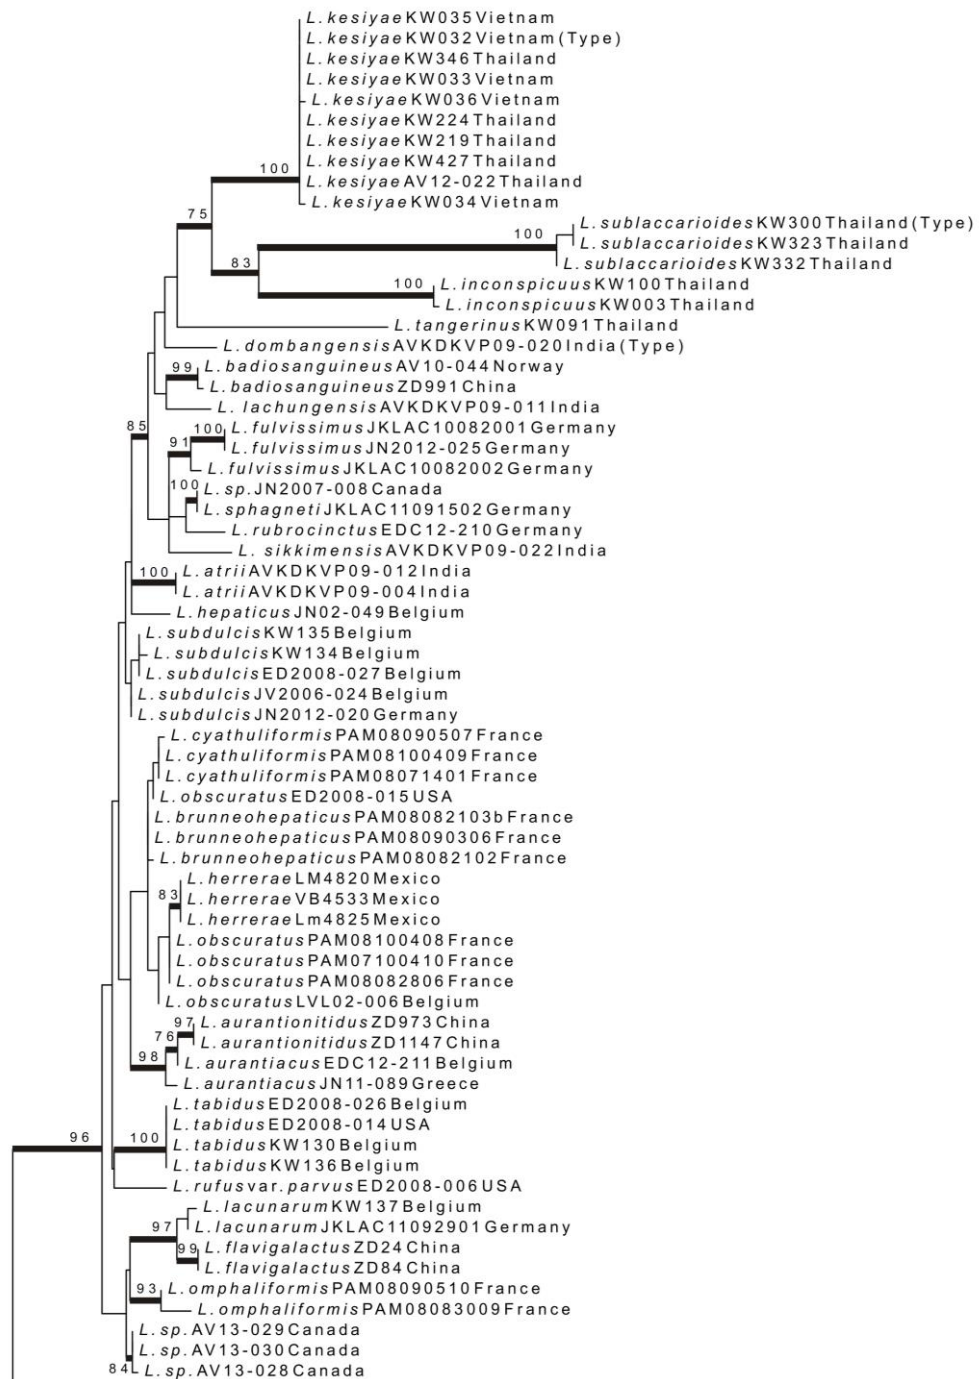 L. kesiyae KW035 Vietnam
L. kesiyae KW032 Vietnam (Type)
L. kesiyae KW346 Thailand
L. kesiyae KW033 Vietnam
L. kesiyae KW036 Vietnam
L. kesiyae KW224 Thailand
L. kesiyae KW219 Thailand
L. kesiyae KW427 Thailand
100 L. kesiyae AV12-022 Thailand
L. kesiyae KW034 Vietnam
75
L. sublaccarioides KW300 Thailand (Type)
100 L. sublaccarioides KW323 Thailand
L. sublaccarioides KW332 Thailand
83
100 L. inconspicuus KW100 Thailand
L. inconspicuus KW003 Thailand
L. tangerinus KW091 Thailand
L. dombangensis AVKDKVP09-020 India (Type)
99 L. badiosanguineus AV10-044 Norway
L. badiosanguineus ZD991 China
L. lachungensis AVKDKVP09-011 India
85 100 L. fulvissimus JKLAC10082001 Germany
91 L. fulvissimus JN2012-025 Germany
L. fulvissimus JKLAC10082002 Germany
100 L. sp. JN2007-008 Canada
L. sphagneti JKLAC11091502 Germany
L. rubrocinctus EDC12-210 Germany
L. sikkimensis AVKDKVP09-022 India
100 L. atrii AVKDKVP09-012 India
L. atrii AVKDKVP09-004 India
L. hepaticus JN02-049 Belgium
L. subdulcis KW135 Belgium
L. subdulcis KW134 Belgium
L. subdulcis ED2008-027 Belgium
L. subdulcis JV2006-024 Belgium
L. subdulcis JN2012-020 Germany
L. cyathuliformis PAM08090507 France
L. cyathuliformis PAM08100409 France
L. cyathuliformis PAM08071401 France
L. obscuratus ED2008-015 USA
L. brunneohepaticus PAM08082103b France
L. brunneohepaticus PAM08090306 France
L. brunneohepaticus PAM08082102 France
L. herrerae LM4820 Mexico
83 L. herrerae VB4533 Mexico
L. herrerae Lm4825 Mexico
L. obscuratus PAM08100408 France
L. obscuratus PAM07100410 France
L. obscuratus PAM08082806 France
L. obscuratus LVL02-006 Belgium
97 L. aurantionitidus ZD973 China
76 L. aurantionitidus ZD1147 China
98 L. aurantiacus EDC12-211 Belgium
L. aurantiacus JN11-089 Greece
L. tabidus ED2008-026 Belgium
L. tabidus ED2008-014 USA
96 100 L. tabidus KW130 Belgium
L. tabidus KW136 Belgium
L. rufus var. parvus ED2008-006 USA
L. lacunarum KW137 Belgium
97 L. lacunarum JKLAC11092901 Germany
99 L. flavigalactus ZD24 China
L. flavigalactus ZD84 China
93 L. omphaliformis PAM08090510 France
L. omphaliformis PAM08083009 France
L. sp. AV13-029 Canada
L. sp. AV13-030 Canada
84 L. sp. AV13-028 Canada